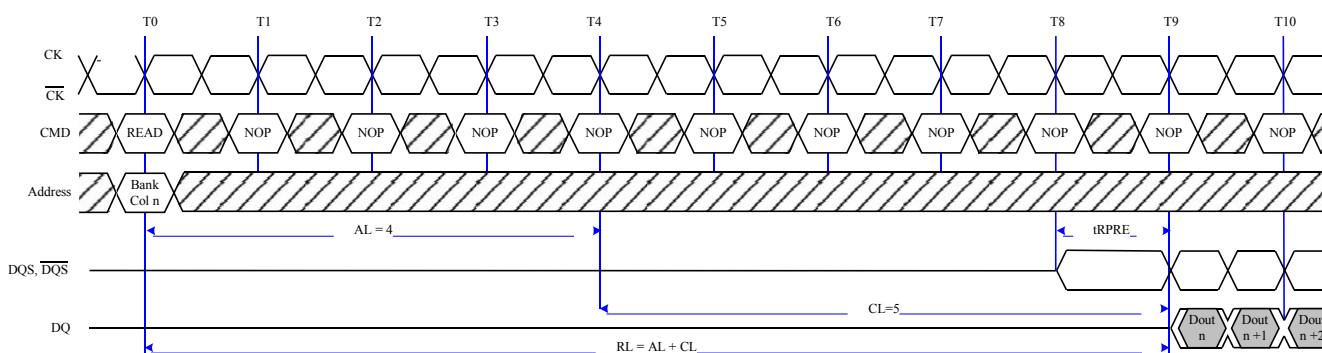 T0 T1 T2 T3 T4 T5 T6 T7 T8 T9 T10
CK
CK
CMD READ NOP NOP NOP NOP NOP NOP NOP NOP NOP NOP
Address Bank
Col n
AL = 4 tRPRE
DQS, DQS
CL=5
DQ Dout Dout Dout
n n +1 n +2
RL = AL + CL